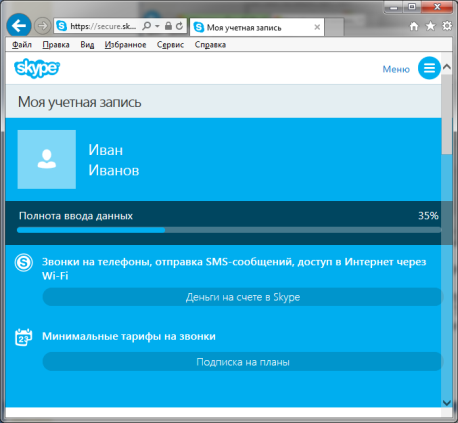 https://secure.sk...
Моя учетная запись
Файл Правка Вид Избранное Сервис Справка
skype
Меню
Моя учетная запись
Иван
Иванов
Полнота ввода данных 35%
Звонки на телефоны, отправка SMS-сообщений, доступ в Интернет через
Wi-Fi
Деньги на счете в Skype
23
Минимальные тарифы на звонки
Подписка на планы